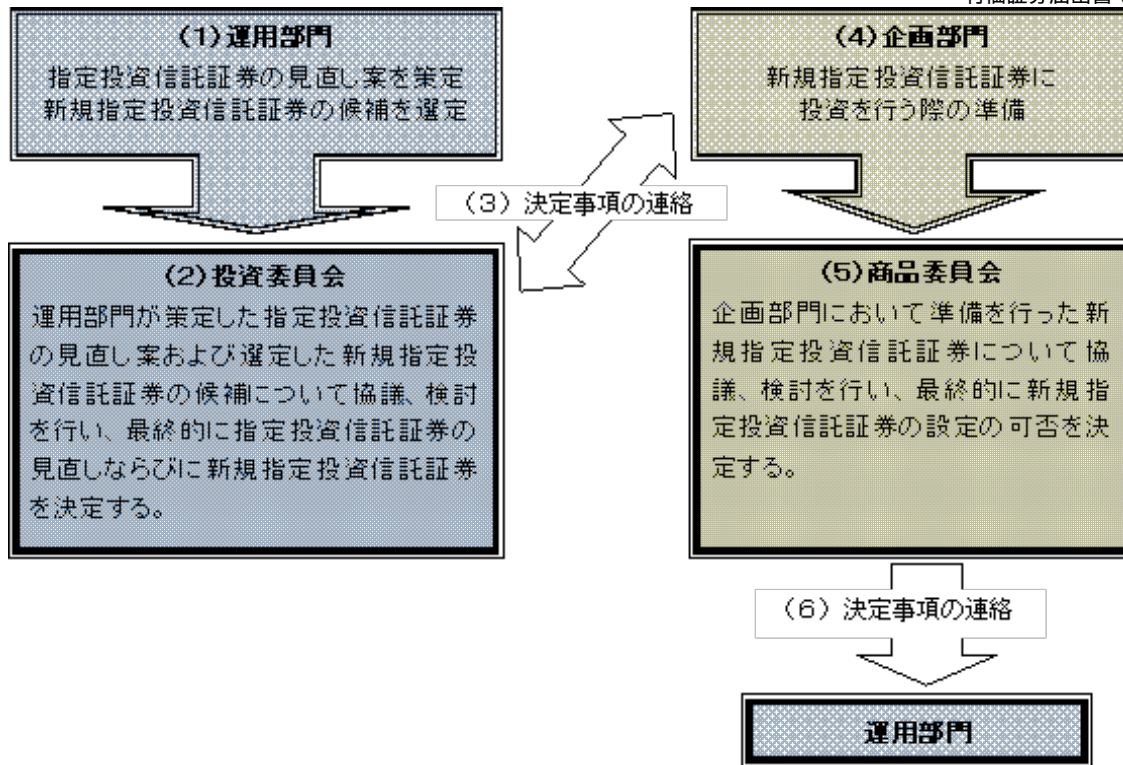 (1)運用部門
指定投資信託証券の見直し案を策定
新規指定投資信託証券の候補を選定
(2)投資委員会
運用部門が策定した指定投資信託証券
の見直し案および選定した新規指定投
資信託証券の候補について協議、検討
を行い、最終的に指定投資信託証券の
見直しならびに新規指定投資信託証券
を決定する。
(3)決定事項の連絡
(4)企画部門
新規指定投資信託証券に
投資を行う際の準備
(5)商品委員会
企画部門において準備を行った新
規指定投資信託証券について協
議、検討を行い、最終的に新規指
定投資信託証券の設定の可否を決
定する。
(6)決定事項の連絡
運用部門